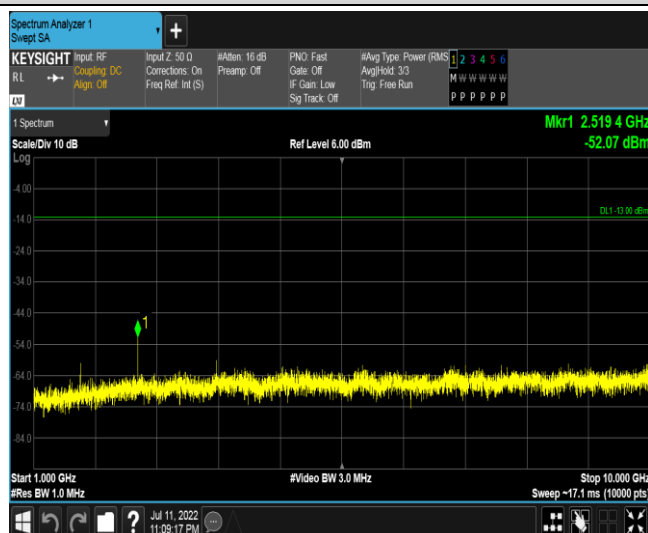 Spectrum Analyzer 1
Swept SA
KEYSIGHT
RL
Input: RF
Coupling: DC
Align: Off
Input Z: 50 Ω
Corrections: On
Freq Ref: Int (S)
#Atten: 16 dB
Preamp: Off
PNO: Fast
Gate: Off
IF Gain: Low
Sig Track: Off
#Avg Type: Power (RMS
Avg|Hold: 3/3
Trig: Free Run
1 2 3 4 5 6
M W W W W W
P P P P P P
LXI
1 Spectrum
Mkr1 2.519 4 GHz
Scale/Div 10 dB
Ref Level 6.00 dBm
-52.07 dBm
Log
-4.00
DL1 -13.00 dBm
-14.0
-24.0
-34.0
-44.0
1
-54.0
-64.0
-74.0
-84.0
Start 1.000 GHz
#Video BW 3.0 MHz
Stop 10.000 GHz
#Res BW 1.0 MHz
Sweep ~17.1 ms (10000 pts)
?
Jul 11, 2022
11:09:17 PM